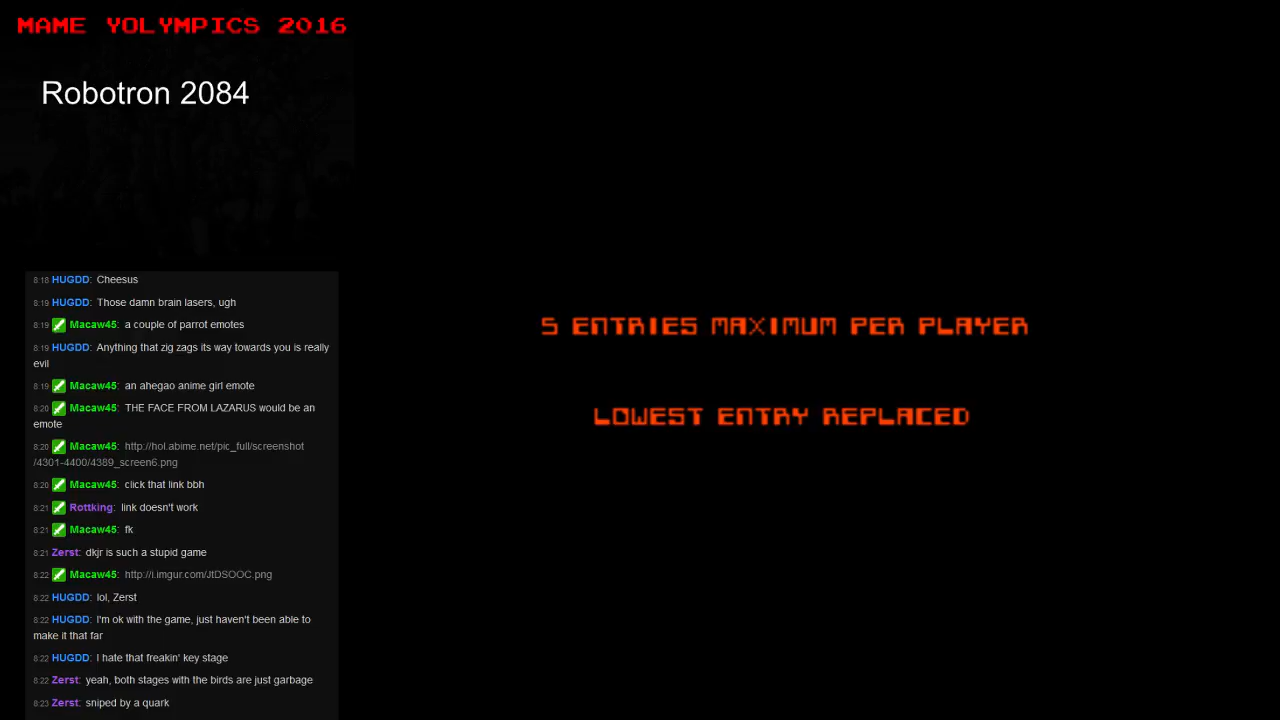 MAME YOLYMPICS 2016
Robotron 2084
8:18 HUGDD: Cheesus
8:19 HUGDD: Those damn brain lasers, ugh
8:19 Macaw45: a couple of parrot emotes
8:19 HUGDD: Anything that zig zags its way towards you is really
evil
8:19 Macaw45: an ahegao anime girl emote
8:20 Macaw45: THE FACE FROM LAZARUS would be an
emote
8:20 Macaw45: http://hol.abime.net/pic_full/screenshot
/4301-4400/4389_screen6.png
8:20 Macaw45: click that link bbh
8:21 Rottking: link doesn't work
8:21 Macaw45: fk
8:21 Zerst: dkjr is such a stupid game
8:22 Macaw45: http://i.imgur.com/JtDSOOC.png
8:22 HUGDD: lol, Zerst
8:22 HUGDD: I'm ok with the game, just haven't been able to
make it that far
8:22 HUGDD: I hate that freakin' key stage
8:22 Zerst: yeah, both stages with the birds are just garbage
8:23 Zerst: sniped by a quark
5 ENTRIES MAXIMUM PER PLAYER
LOWEST ENTRY REPLACED